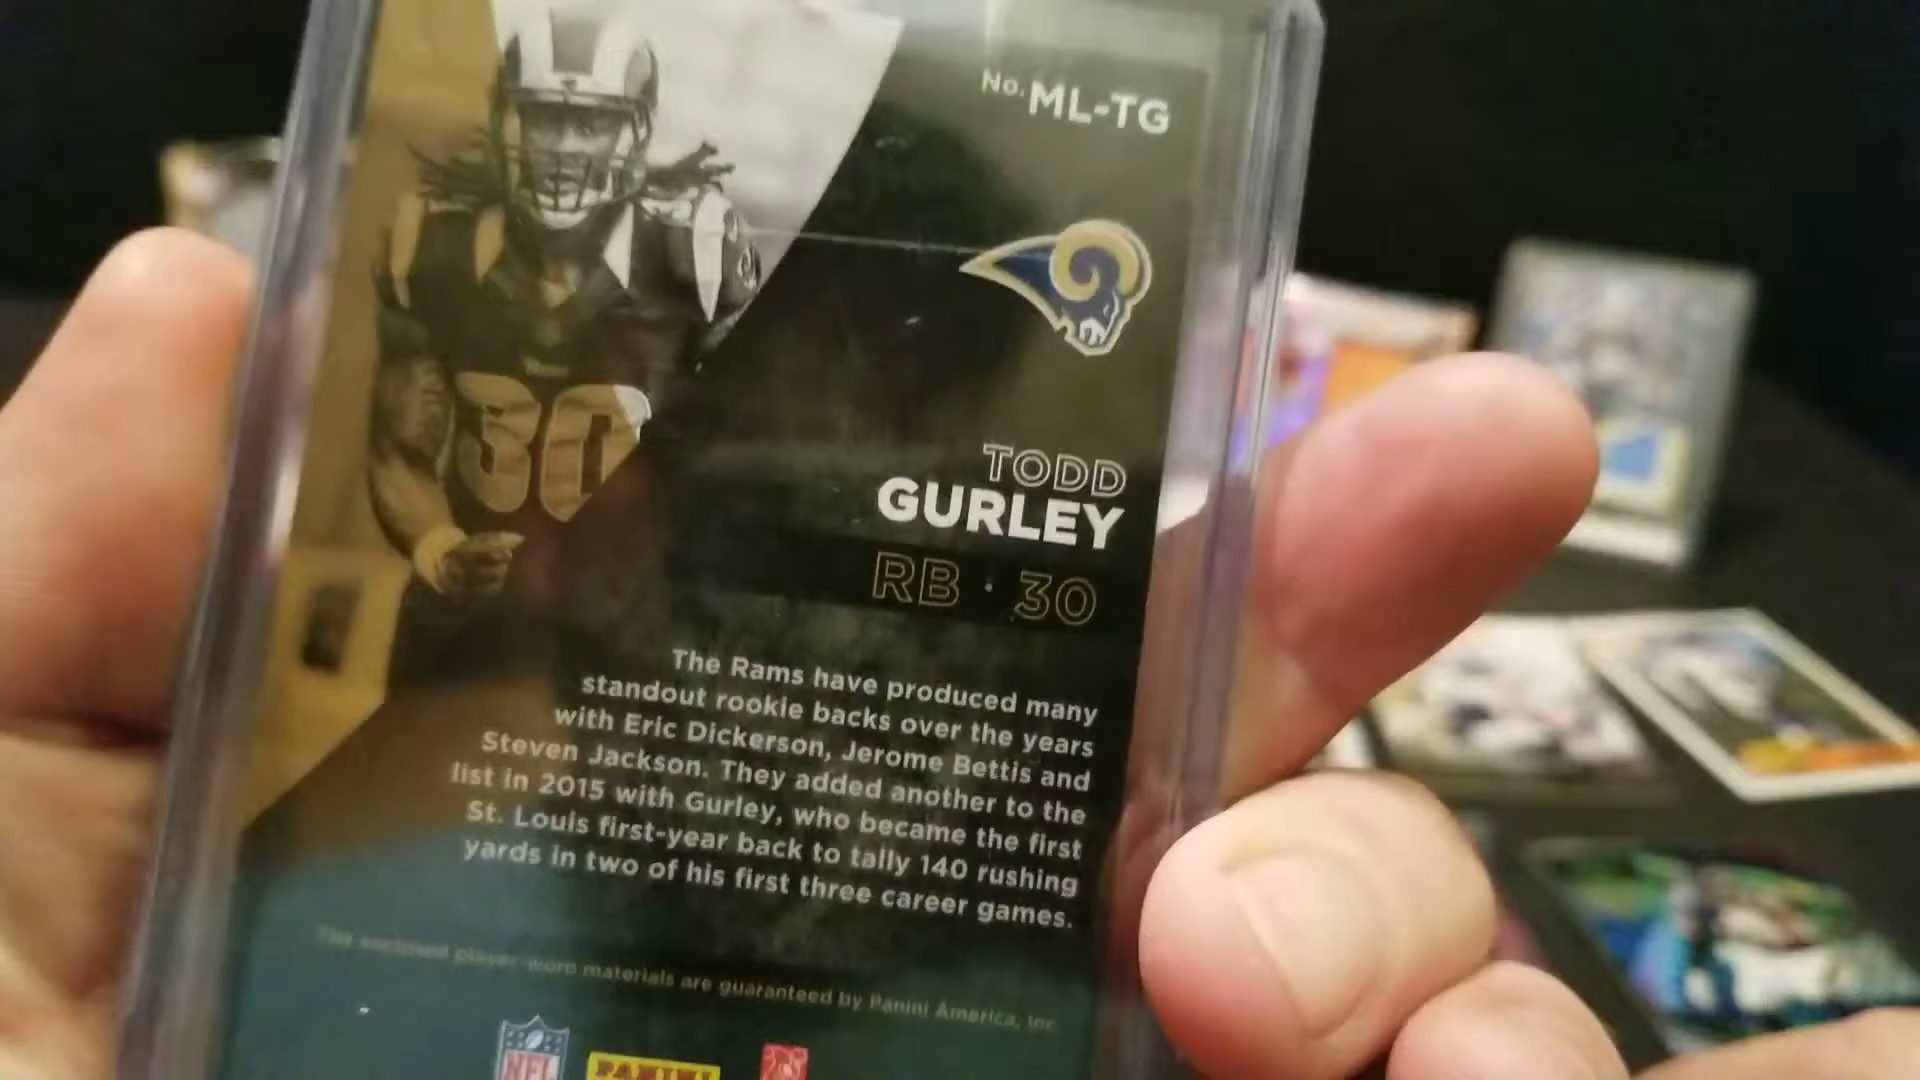 No. ML-TG
TODD
GURLEY
RB · 30
30
The Rams have produced many
standout rookie backs over the years
with Eric Dickerson, Jerome Bettis and
Steven Jackson. They added another to the
list in 2015 with Gurley, who became the first
St. Louis first-year back to tally 140 rushing
yards in two of his first three career games.
The enclosed player-worn materials are guaranteed by Panini America, Inc.
NFL
PANINI